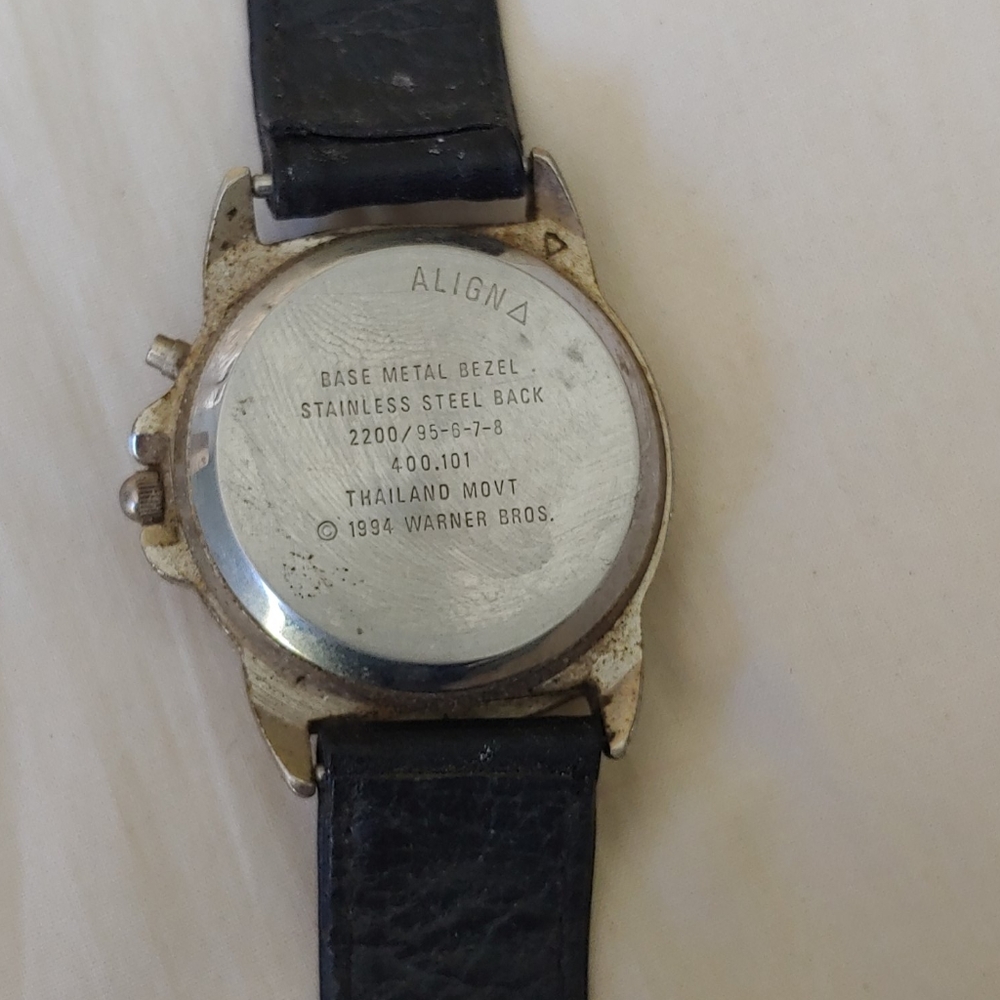 ALIGN △
BASE METAL BEZEL
STAINLESS STEEL BACK
2200/95-6-7-8
400.101
THAILAND MOVT
© 1994 WARNER BROS.